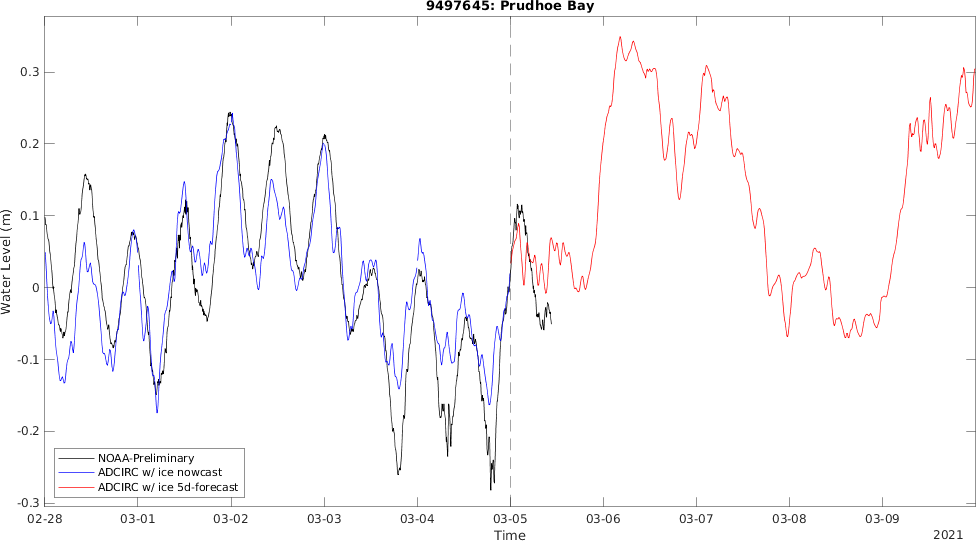 9497645: Prudhoe Bay
Water Level (m)
0.3
0.2
0.1
0
-0.1
-0.2
-0.3
NOAA-Preliminary
ADCIRC w/ ice nowcast
ADCIRC w/ ice 5d-forecast
02-28 03-01 03-02 03-03 03-04 03-05 03-06 03-07 03-08 03-09
Time
2021